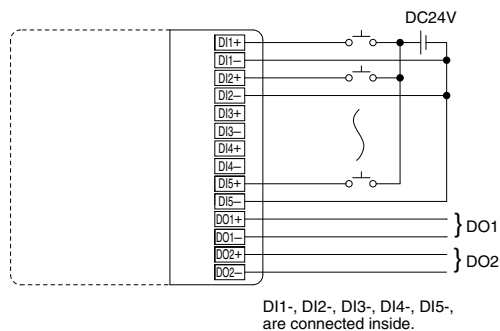 DC24V
DI1+
DI1–
DI2+
DI2–
DI3+
DI3–
DI4+
DI4–
DI5+
DI5–
DO1+
DO1–
DO2+
DO2–
} DO1
} DO2
DI1-, DI2-, DI3-, DI4-, DI5-,
are connected inside.